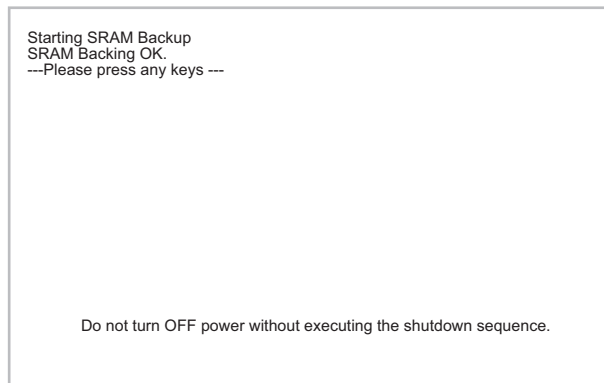 Starting SRAM Backup
SRAM Backing OK.
---Please press any keys ---
Do not turn OFF power without executing the shutdown sequence.